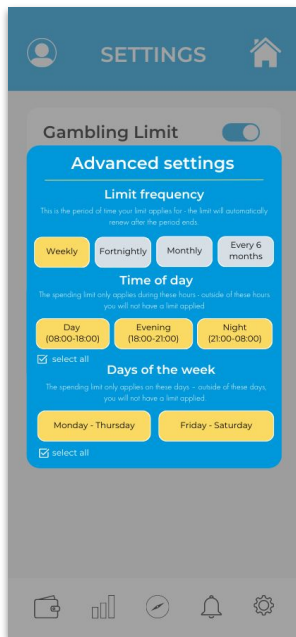 SETTINGS
Gambling Limit
Advanced settings
Limit frequency
This is the period of time your limit applies for - the limit will automatically
renew after the period ends.
Weekly
Fortnightly
Monthly
Every 6
months
Time of day
The spending limit only applies during these hours - outside of these hours
you will not have a limit applied
Day
(08:00-18:00)
Evening
(18:00-21:00)
Night
(21:00-08:00)
select all
Days of the week
The spending limit only applies on these days - outside of these days,
you will not have a limit applied.
Monday - Thursday
Friday - Saturday
select all